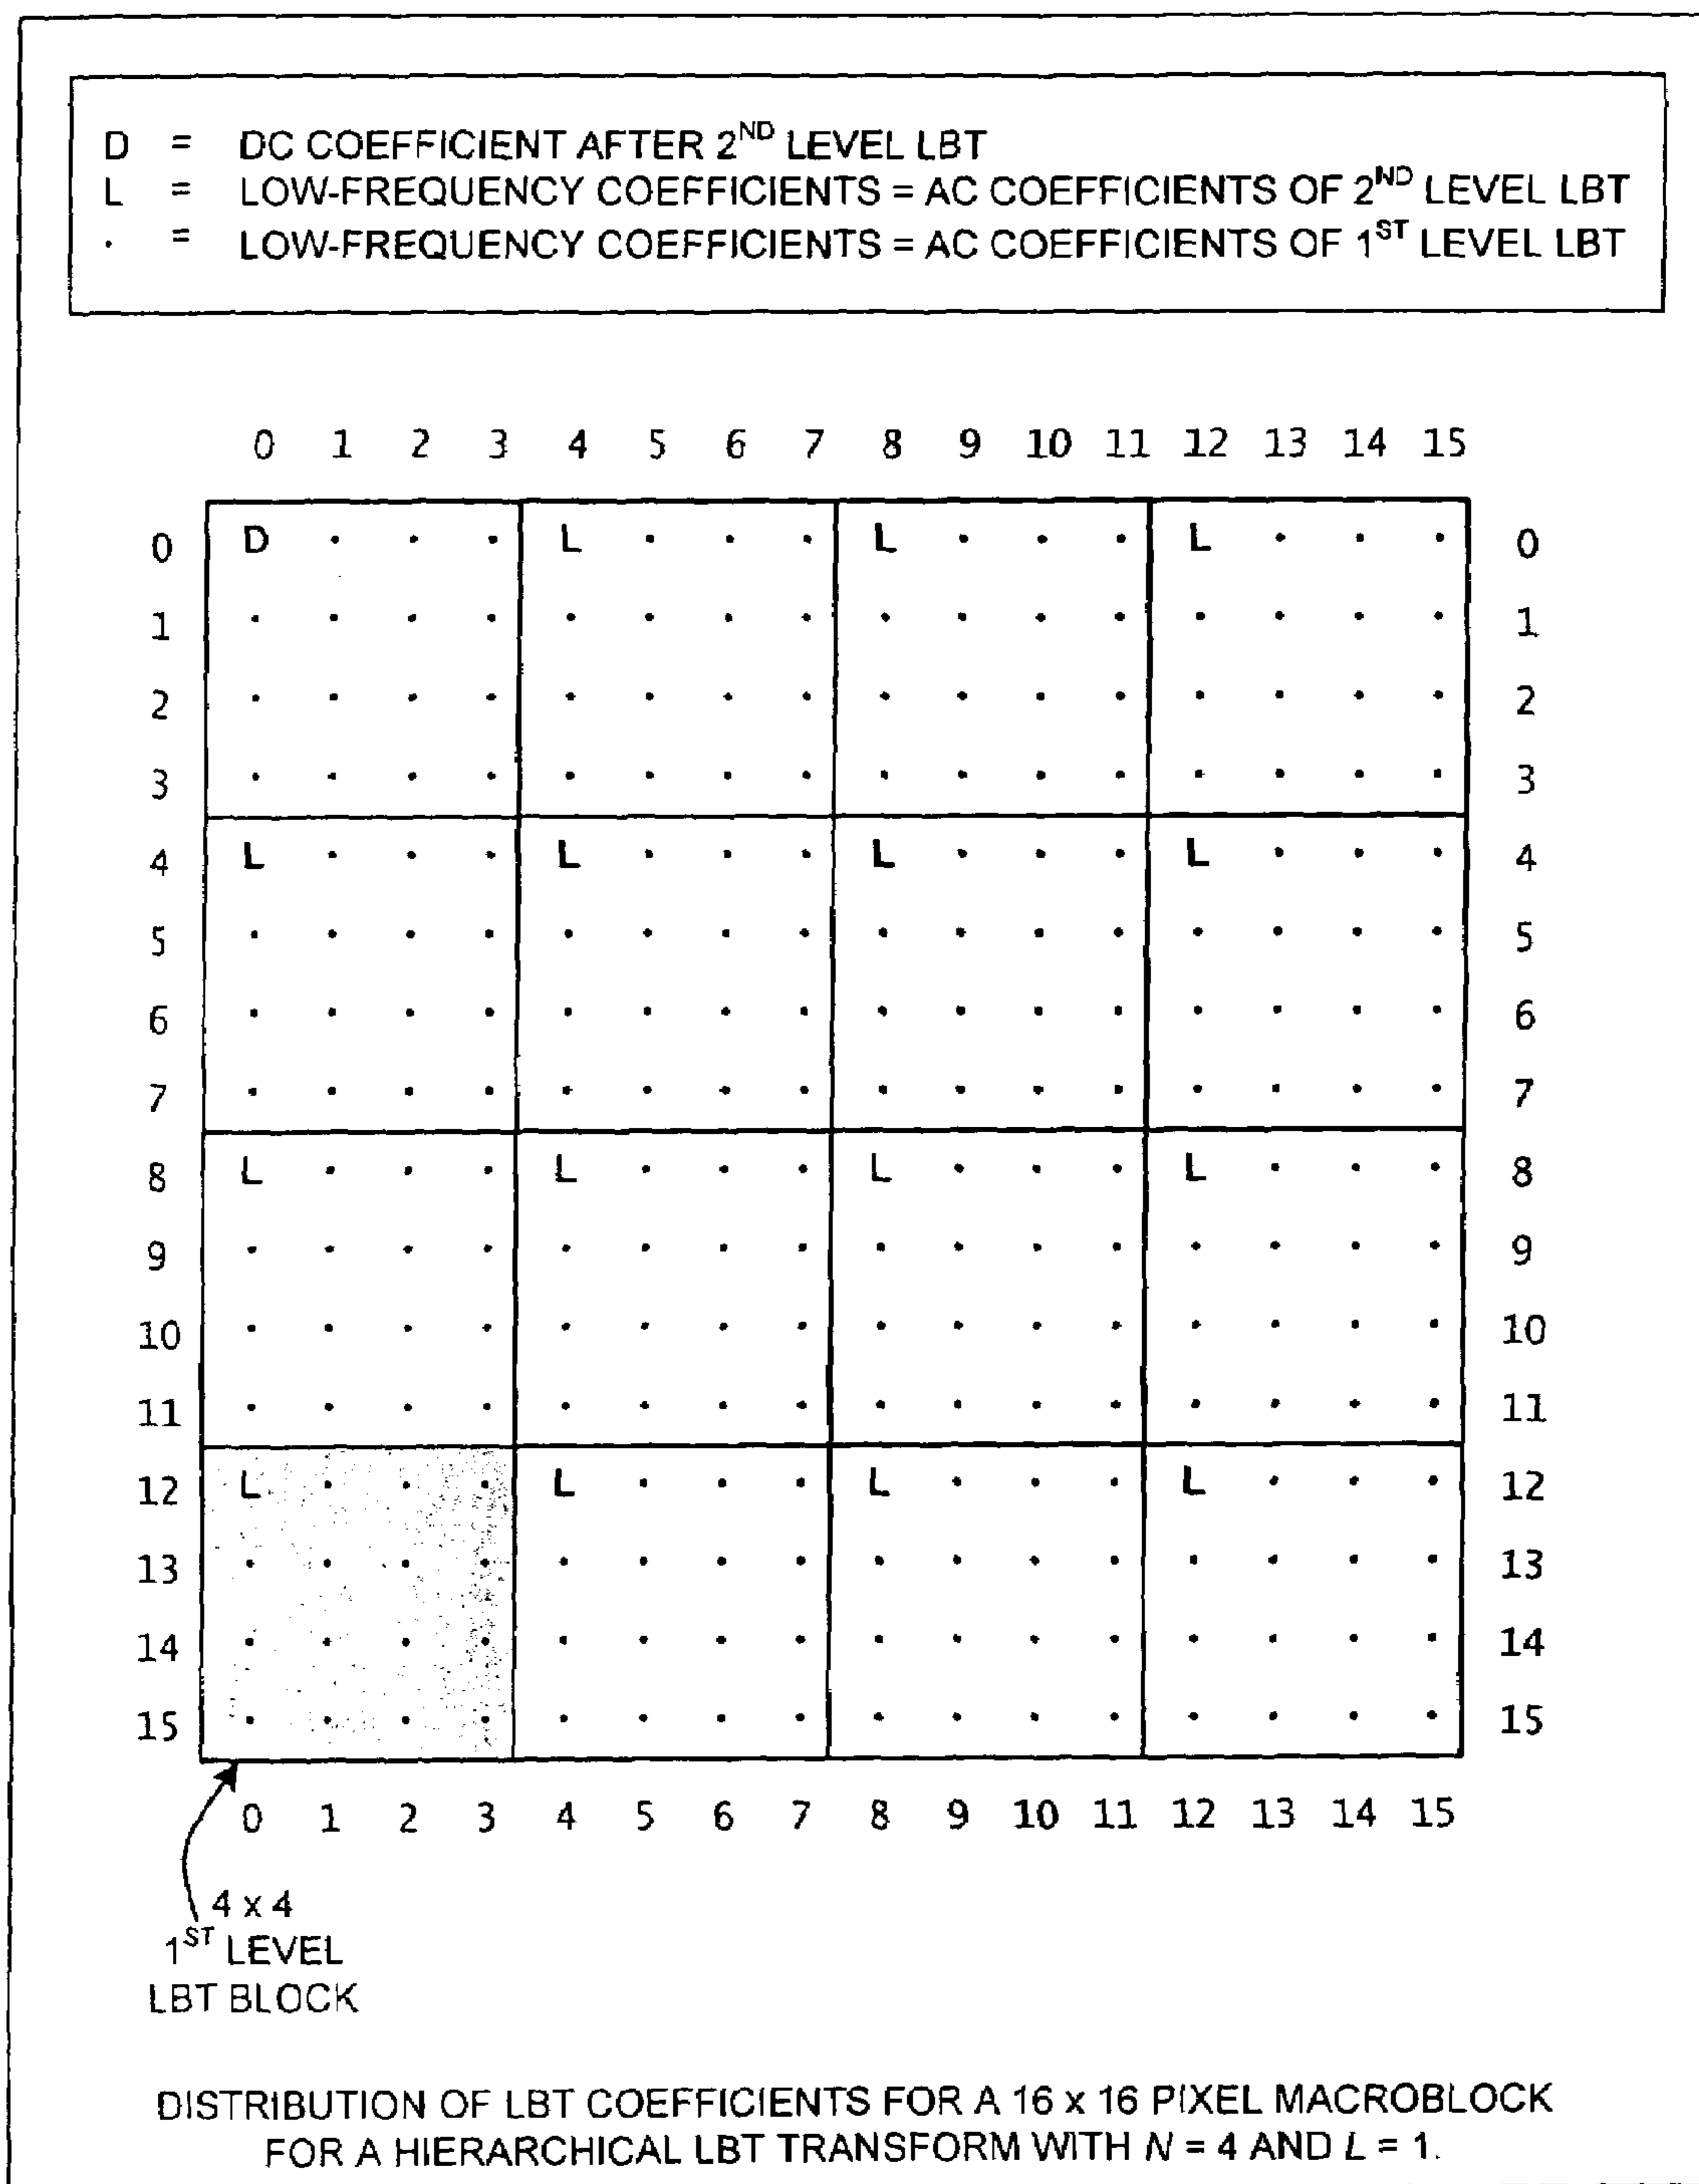 D = DC COEFFICIENT AFTER 2ND LEVEL LBT
L = LOW-FREQUENCY COEFFICIENTS = AC COEFFICIENTS OF 2ND LEVEL LBT
. = LOW-FREQUENCY COEFFICIENTS = AC COEFFICIENTS OF 1ST LEVEL LBT
0 1 2 3 4 5 6 7 8 9 10 11 12 13 14 15
0 D . . . L . . . L . . . L . . . 0
1 . . . . . . . . . . . . . . . . 1
2 . . . . . . . . . . . . . . . . 2
3 . . . . . . . . . . . . . . . . 3
4 L . . . L . . . L . . . L . . . 4
5 . . . . . . . . . . . . . . . . 5
6 . . . . . . . . . . . . . . . . 6
7 . . . . . . . . . . . . . . . . 7
8 L . . . L . . . L . . . L . . . 8
9 . . . . . . . . . . . . . . . . 9
10 . . . . . . . . . . . . . . . . 10
11 . . . . . . . . . . . . . . . . 11
12 L . . . L . . . L . . . L . . . 12
13 . . . . . . . . . . . . . . . . 13
14 . . . . . . . . . . . . . . . . 14
15 . . . . . . . . . . . . . . . . 15
0 1 2 3 4 5 6 7 8 9 10 11 12 13 14 15
4 x 4
1ST LEVEL
LBT BLOCK
DISTRIBUTION OF LBT COEFFICIENTS FOR A 16 x 16 PIXEL MACROBLOCK
FOR A HIERARCHICAL LBT TRANSFORM WITH N = 4 AND L = 1.